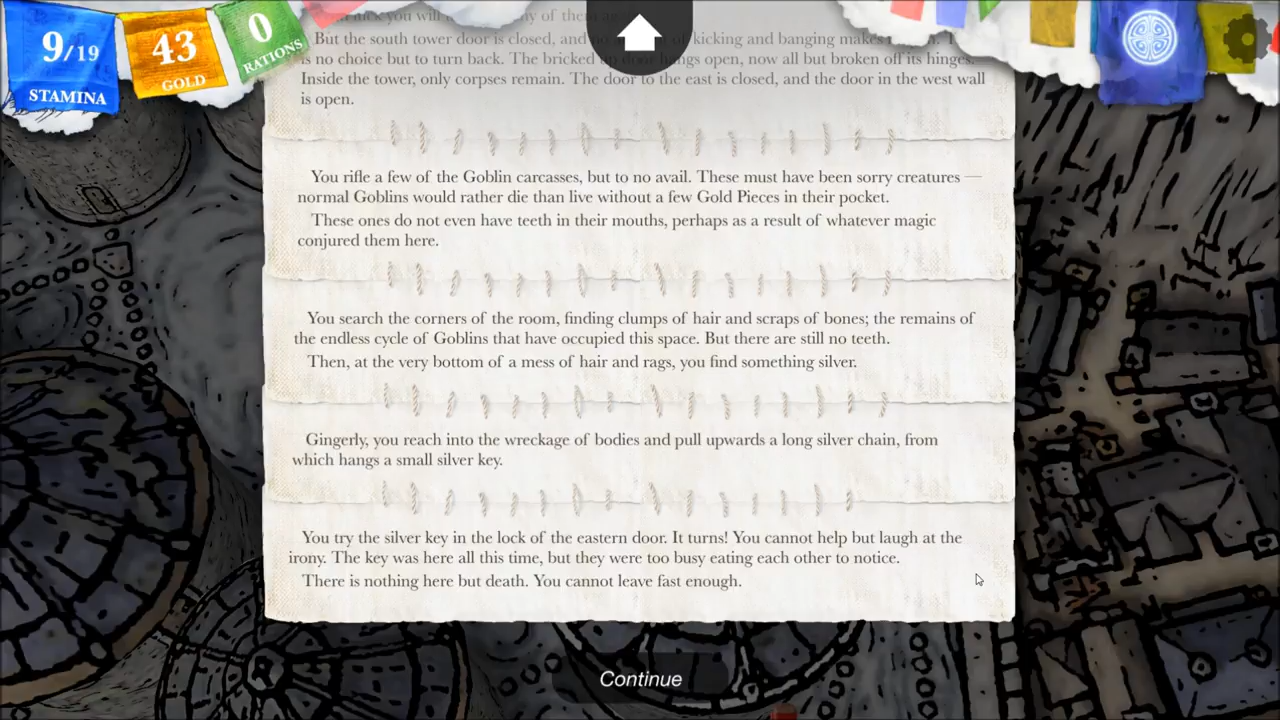 9/19
STAMINA
43
GOLD
0
RATIONS
you will
of them
But the south tower door is closed, and no of kicking and banging makes
is no choice but to turn back. The bricked up door hangs open, now all but broken off its hinges.
Inside the tower, only corpses remain. The door to the east is closed, and the door in the west wall
is open.
You rifle a few of the Goblin carcasses, but to no avail. These must have been sorry creatures —
normal Goblins would rather die than live without a few Gold Pieces in their pocket.
These ones do not even have teeth in their mouths, perhaps as a result of whatever magic
conjured them here.
You search the corners of the room, finding clumps of hair and scraps of bones; the remains of
the endless cycle of Goblins that have occupied this space. But there are still no teeth.
Then, at the very bottom of a mess of hair and rags, you find something silver.
Gingerly, you reach into the wreckage of bodies and pull upwards a long silver chain, from
which hangs a small silver key.
You try the silver key in the lock of the eastern door. It turns! You cannot help but laugh at the
irony. The key was here all this time, but they were too busy eating each other to notice.
There is nothing here but death. You cannot leave fast enough.
Continue